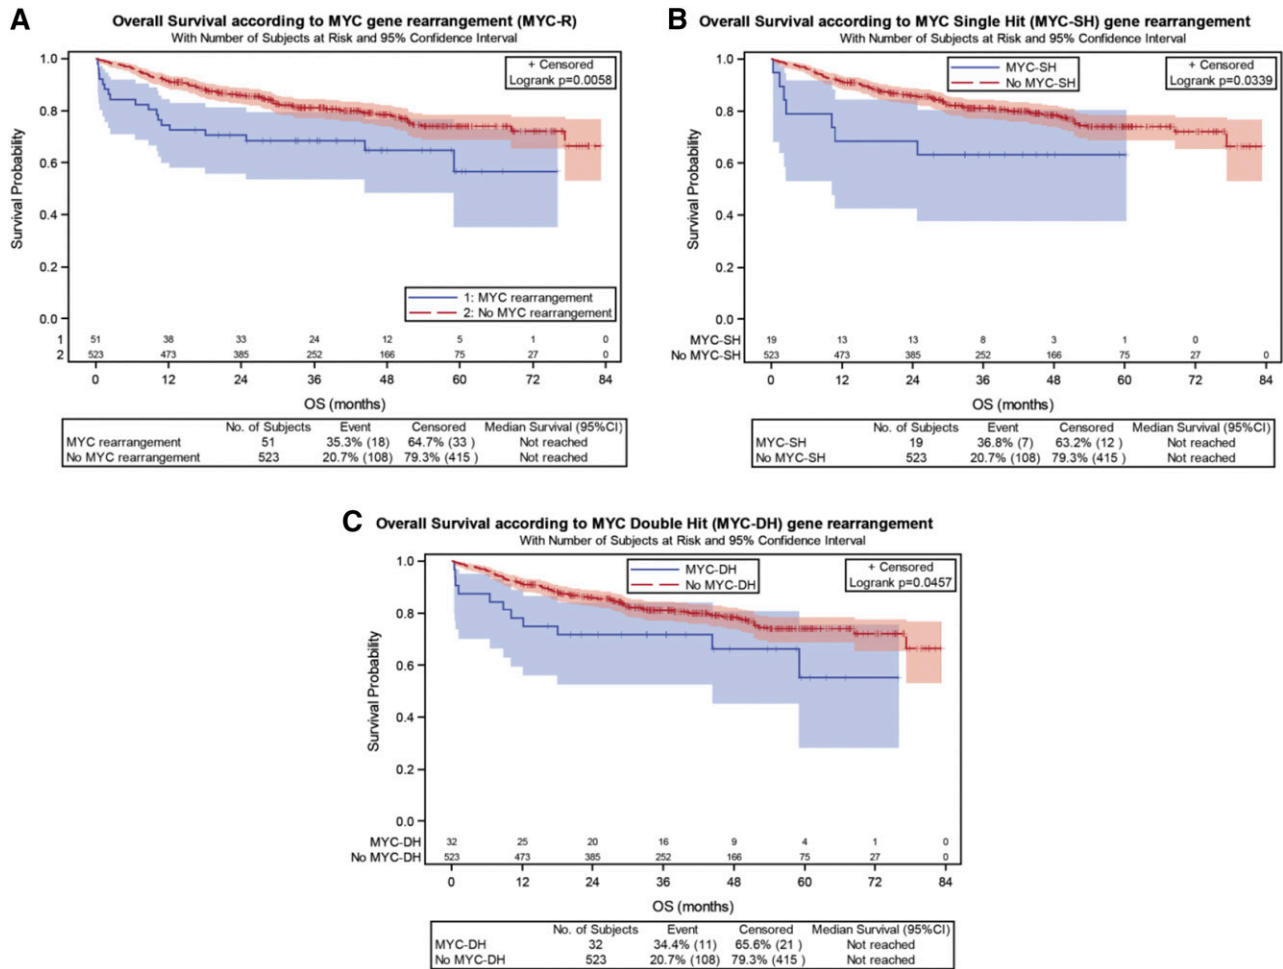 A Overall Survival according to MYC gene rearrangement (MYC-R)
With Number of Subjects at Risk and 95% Confidence Interval
+ Censored
Logrank p=0.0058
1.0
0.8
0.6
0.4
0.2
0.0
Survival Probability
1: MYC rearrangement
2: No MYC rearrangement
1 51 38 33 24 12 5 1 0
2 523 473 385 252 166 75 27 0
0 12 24 36 48 60 72 84
OS (months)
No. of Subjects Event Censored Median Survival (95%CI)
MYC rearrangement 51 35.3% (18) 64.7% (33 ) Not reached
No MYC rearrangement 523 20.7% (108) 79.3% (415 ) Not reached
B Overall Survival according to MYC Single Hit (MYC-SH) gene rearrangement
With Number of Subjects at Risk and 95% Confidence Interval
MYC-SH
No MYC-SH
+ Censored
Logrank p=0.0339
1.0
0.8
0.6
0.4
0.2
0.0
Survival Probability
MYC-SH 19 13 13 8 3 1 0
No MYC-SH 523 473 385 252 166 75 27 0
0 12 24 36 48 60 72 84
OS (months)
No. of Subjects Event Censored Median Survival (95%CI)
MYC-SH 19 36.8% (7) 63.2% (12 ) Not reached
No MYC-SH 523 20.7% (108) 79.3% (415 ) Not reached
C Overall Survival according to MYC Double Hit (MYC-DH) gene rearrangement
With Number of Subjects at Risk and 95% Confidence Interval
MYC-DH
No MYC-DH
+ Censored
Logrank p=0.0457
1.0
0.8
0.6
0.4
0.2
0.0
Survival Probability
MYC-DH 32 25 20 16 9 4 1 0
No MYC-DH 523 473 385 252 166 75 27 0
0 12 24 36 48 60 72 84
OS (months)
No. of Subjects Event Censored Median Survival (95%CI)
MYC-DH 32 34.4% (11) 65.6% (21 ) Not reached
No MYC-DH 523 20.7% (108) 79.3% (415 ) Not reached